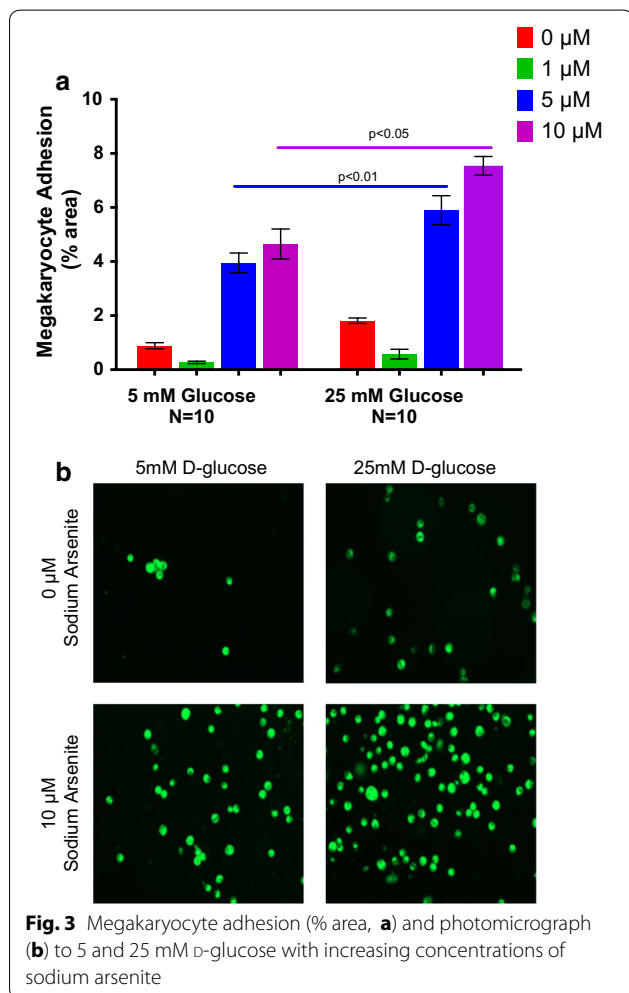 0 µM
1 µM
5 µM
10 µM
a
10
8
6
4
2
0
Megakaryocyte Adhesion
(% area)
p<0.05
p<0.01
5 mM Glucose
N=10
25 mM Glucose
N=10
b
5mM D-glucose
25mM D-glucose
0 µM
Sodium Arsenite
10 µM
Sodium Arsenite
Fig. 3 Megakaryocyte adhesion (% area, a) and photomicrograph
(b) to 5 and 25 mM D-glucose with increasing concentrations of
sodium arsenite